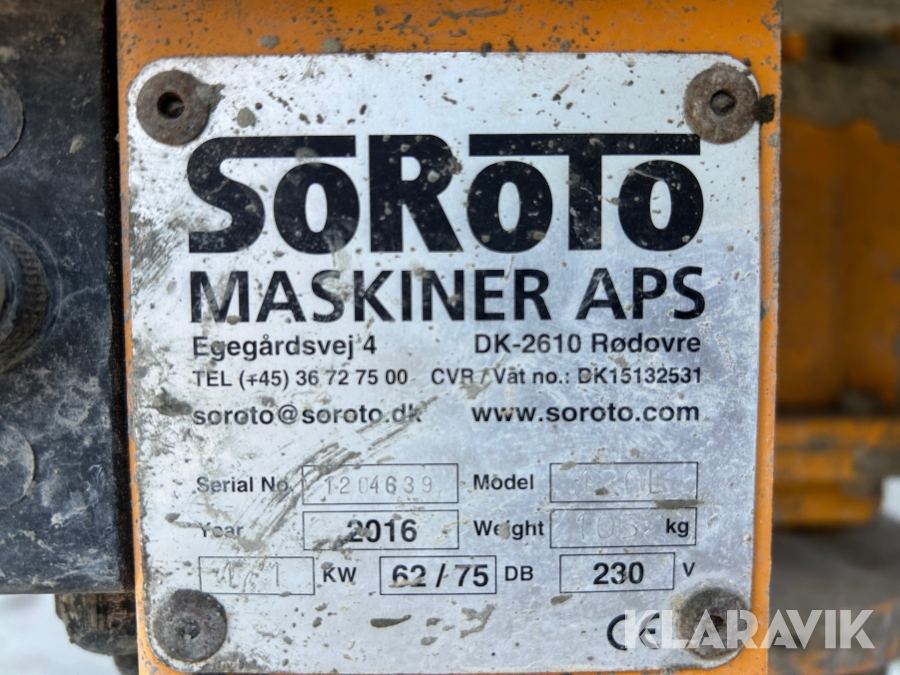 SoRoTo
MASKINER APS
Egegårdsvej 4 DK-2610 Rødovre
TEL (+45) 36 72 75 00 CVR / Vat no.: DK15132531
soroto@soroto.dk www.soroto.com
Serial No. 1204639 Model
Year 2016 Weight kg
KW 62 / 75 DB 230 V
CE
KLARAVIK